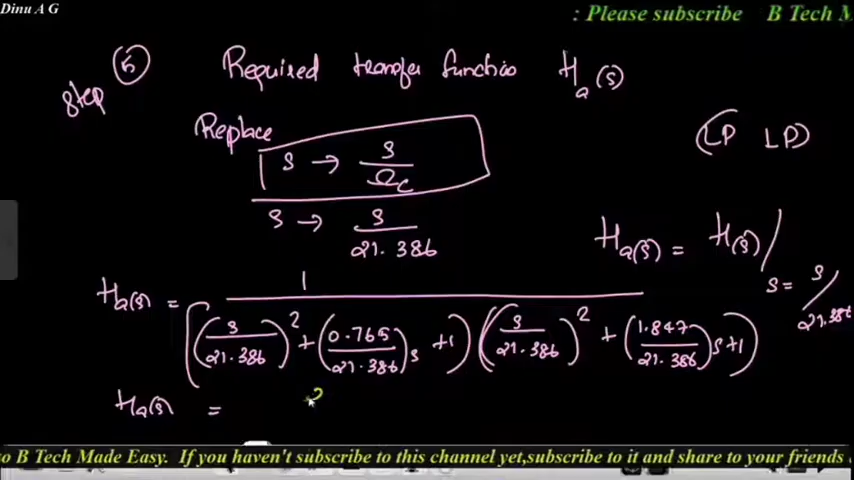 Dinu A G
: Please subscribe B Tech M
Step 5 Required transfer function Ha(s)
Replace
s → s/Ωc
(LP LP)
s → s/21.386
Ha(s) = H(s)/s= s/21.386
Ha(s) = 1/[((s/21.386)² + (0.765/21.386)s +1)((s/21.386)² + (1.847/21.386)s+1)]
Ha(s) =
so B Tech Made Easy. If you haven't subscribe to this channel yet,subscribe to it and share to your friends